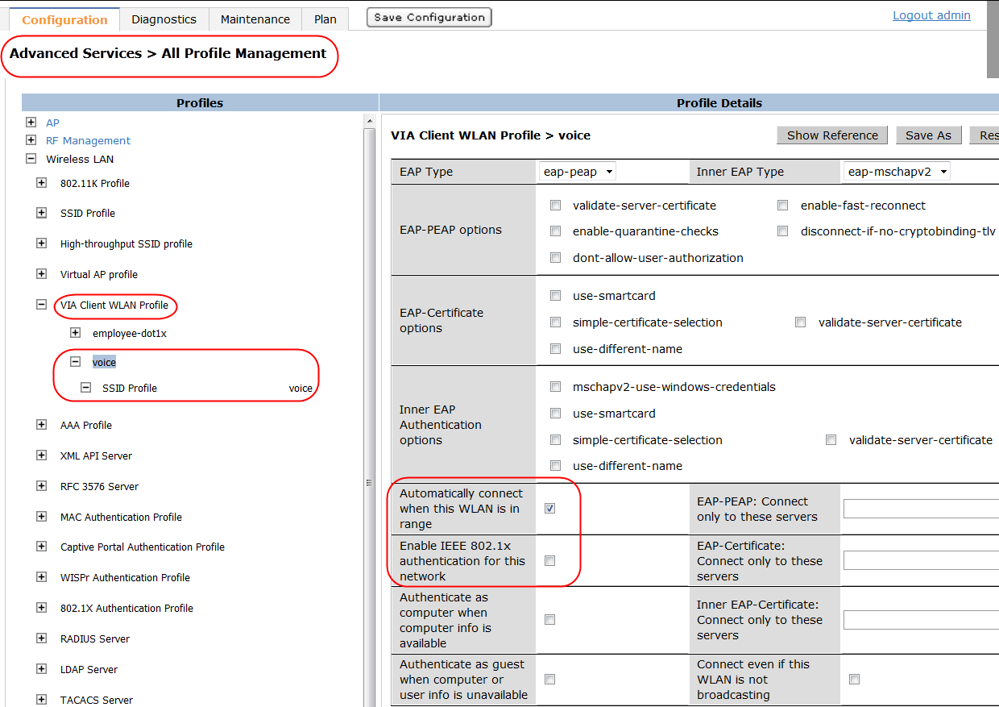 Configuration Diagnostics Maintenance Plan Save Configuration Logout admin
Advanced Services > All Profile Management
Profiles
AP
RF Management
Wireless LAN
802.11K Profile
SSID Profile
High-throughput SSID profile
Virtual AP profile
VIA Client WLAN Profile
employee-dot1x
voice
SSID Profile voice
AAA Profile
XML API Server
RFC 3576 Server
MAC Authentication Profile
Captive Portal Authentication Profile
WISPr Authentication Profile
802.1X Authentication Profile
RADIUS Server
LDAP Server
TACACS Server
Profile Details
VIA Client WLAN Profile > voice Show Reference Save As Res
EAP Type eap-peap Inner EAP Type eap-mschapv2
EAP-PEAP options
validate-server-certificate enable-fast-reconnect
enable-quarantine-checks disconnect-if-no-cryptobinding-tlv
dont-allow-user-authorization
EAP-Certificate
options
use-smartcard
simple-certificate-selection validate-server-certificate
use-different-name
Inner EAP
Authentication
options
mschapv2-use-windows-credentials
use-smartcard
simple-certificate-selection validate-server-certificate
use-different-name
Automatically connect
when this WLAN is in
range
EAP-PEAP: Connect
only to these servers
Enable IEEE 802.1x
authentication for this
network
EAP-Certificate:
Connect only to these
servers
Authenticate as
computer when
computer info is
available
Inner EAP-Certificate:
Connect only to these
servers
Authenticate as guest
when computer or
user info is unavailable
Connect even if this
WLAN is not
broadcasting